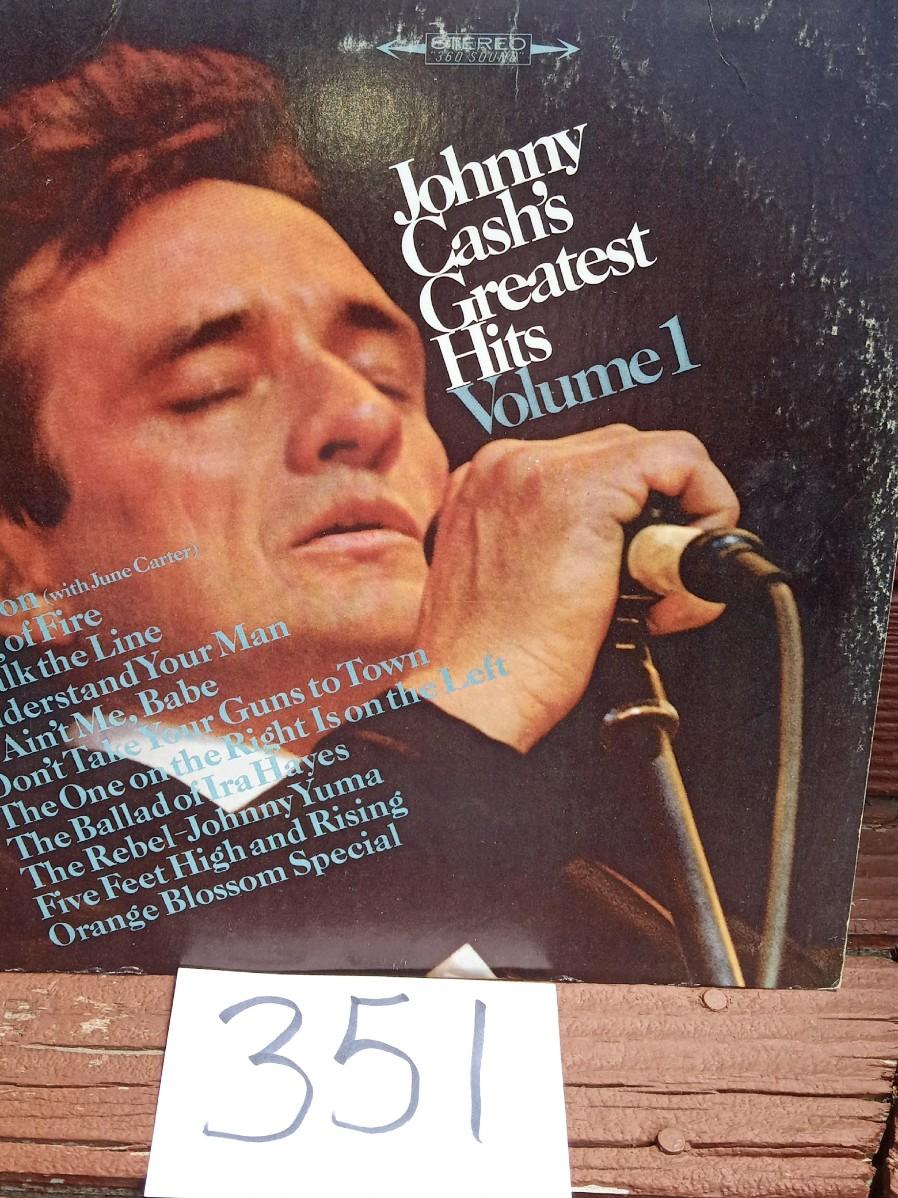 STEREO
"360 SOUND"
Johnny
Cash's
Greatest
Hits
Volume 1
on (with June Carter)
of Fire
lk the Line
derstand Your Man
Ain't Me, Babe
Don't Take Your Guns to Town
The One on the Right Is on the Left
The Ballad of Ira Hayes
The Rebel-Johnny Yuma
Five Feet High and Rising
Orange Blossom Special
351